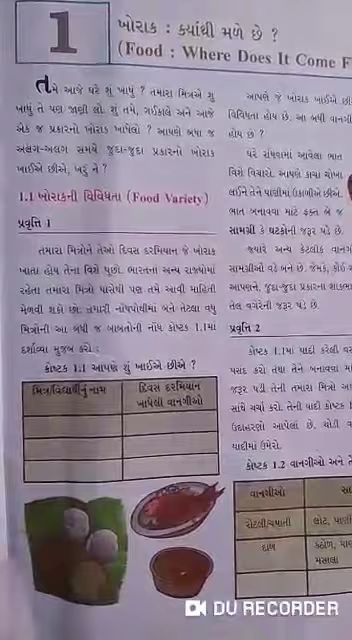 1
ખોરાક : ક્યાંથી મળે છે ?
(Food : Where Does It Come F
તમે આજે ઘરે શું ખાધું ? તમારા મિત્રએ શું
ખાધું તે પણ જાણી લો. શું તમે, ગઈકાલે અને આજે
એક જ પ્રકારનો ખોરાક ખાધેલો ? આપણે બધા જ
અલગ-અલગ સમયે જુદા-જુદા પ્રકારનો ખોરાક
ખાઈએ છીએ, ખરું ને ?
1.1 ખોરાકની વિવિધતા (Food Variety)
પ્રવૃત્તિ 1
તમારા મિત્રોને તેઓ દિવસ દરમિયાન જે ખોરાક
ખાતા હોય તેના વિશે પૂછો. ભારતના અન્ય રાજ્યોમાં
રહેતા તમારા મિત્રો પાસેથી પણ તમે આવી માહિતી
મેળવી શકો છો. તમારી નોંધપોથીમાં બને તેટલા વધુ
મિત્રોની આ બધી જ બાબતોની નોંધ કોષ્ટક 1.1માં
દર્શાવ્યા મુજબ કરો :
કોષ્ટક 1.1 આપણે શું ખાઈએ છીએ ?
મિત્ર/વિદ્યાર્થીનું નામ
દિવસ દરમિયાન
ખાધેલી વાનગીઓ
આપણે જે ખોરાક ખાઈએ છી
વિવિધતા હોય છે. આ બધી વાનગી
હોય છે ?
ઘરે રાંધવામાં આવેલા ભાત
વિશે વિચારો. આપણે કાચા ચોખા
લઈને તેને પાણીમાં ઉકાળીએ છીએ.
ભાત બનાવવા માટે ફક્ત બે જ
સામગ્રી કે ઘટકોની જરૂર પડે છે.
જ્યારે અન્ય કેટલીક વાનગ
સામગ્રીઓ વડે બને છે. જેમકે, કોઈ
આપણને, જુદા-જુદા પ્રકારના શાકભા
તેલ વગેરેની જરૂર પડે છે.
પ્રવૃત્તિ 2
કોષ્ટક 1.1માં યાદી કરેલી વ
પસંદ કરો તથા તેને બનાવવા મા
જરૂર પડી તેની તમારા મિત્રો અ
સાથે ચર્ચા કરો. તેની યાદી કોષ્ટક 1
ઉદાહરણો આપેલાં છે. થોડી વ
યાદીમાં ઉમેરો.
કોષ્ટક 1.2 વાનગીઓ અને તે
વાનગીઓ
સા
રોટલી/ચપાતી
લોટ, પાણી
દાળ
કઠોળ, પા
મસાલા
DU RECORDER